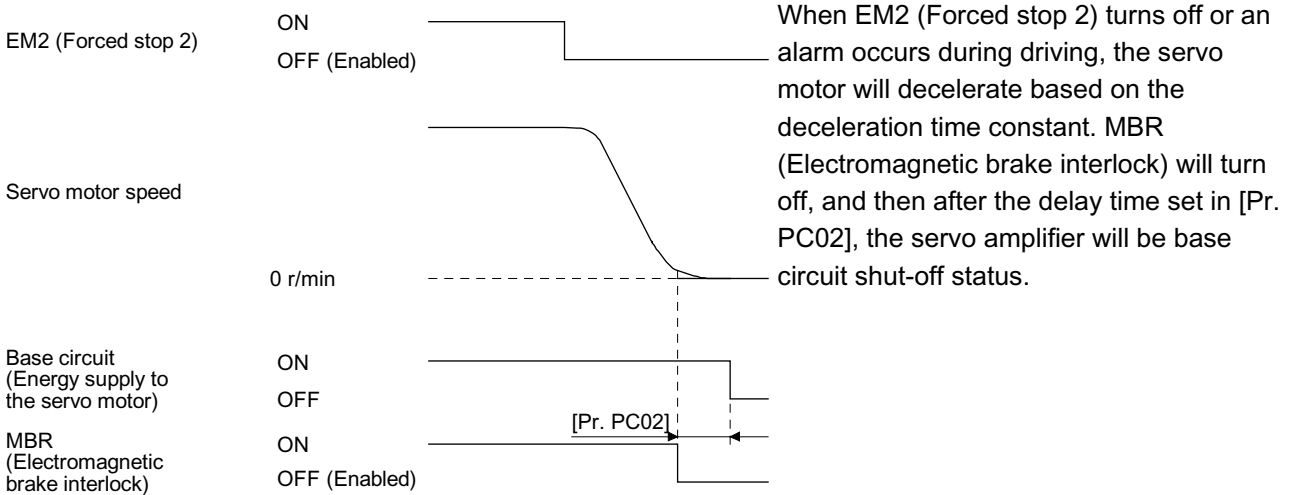 EM2 (Forced stop 2)
ON
OFF (Enabled)
Servo motor speed
0 r/min
Base circuit
(Energy supply to
the servo motor)
ON
OFF
[Pr. PC02]
MBR
(Electromagnetic
brake interlock)
ON
OFF (Enabled)
When EM2 (Forced stop 2) turns off or an
alarm occurs during driving, the servo
motor will decelerate based on the
deceleration time constant. MBR
(Electromagnetic brake interlock) will turn
off, and then after the delay time set in [Pr.
PC02], the servo amplifier will be base
circuit shut-off status.